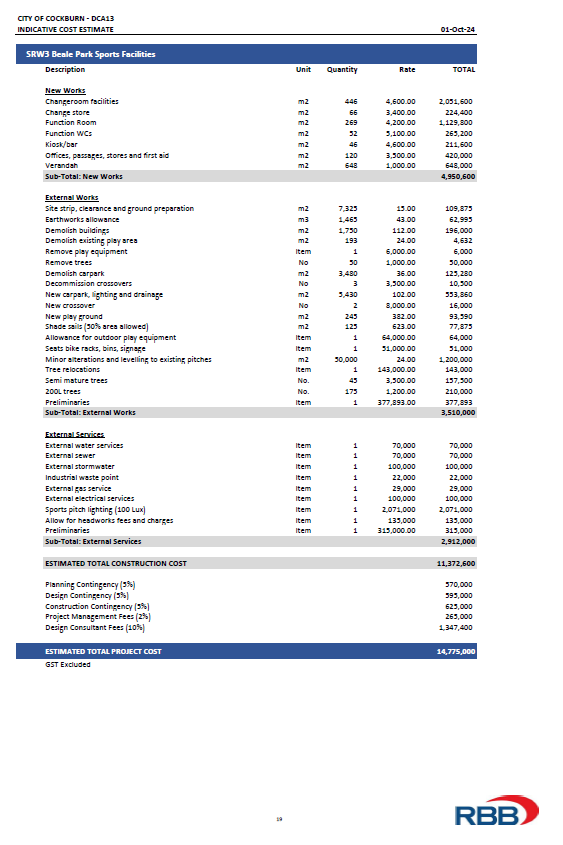 CITY OF COCKBURN - DCA13
INDICATIVE COST ESTIMATE 01-Oct-24
SRW3 Beale Park Sports Facilities
Description Unit Quantity Rate TOTAL
New Works
Changeroom facilities m2 446 4,600.00 2,051,600
Change store m2 66 3,400.00 224,400
Function Room m2 269 4,200.00 1,129,800
Function WCs m2 52 5,100.00 265,200
Kiosk/bar m2 46 4,600.00 211,600
Offices, passages, stores and first aid m2 120 3,500.00 420,000
Verandah m2 648 1,000.00 648,000
Sub-Total: New Works 4,950,600
External Works
Site strip, clearance and ground preparation m2 7,325 15.00 109,875
Earthworks allowance m3 1,465 43.00 62,995
Demolish buildings m2 1,750 112.00 196,000
Demolish existing play area m2 193 24.00 4,632
Remove play equipment Item 1 6,000.00 6,000
Remove trees No 50 1,000.00 50,000
Demolish carpark m2 3,480 36.00 125,280
Decommission crossovers No 3 3,500.00 10,500
New carpark, lighting and drainage m2 5,430 102.00 553,860
New crossover No 2 8,000.00 16,000
New play ground m2 245 382.00 93,590
Shade sails (50% area allowed) m2 125 623.00 77,875
Allowance for outdoor play equipment Item 1 64,000.00 64,000
Seats bike racks, bins, signage Item 1 51,000.00 51,000
Minor alterations and levelling to existing pitches m2 50,000 24.00 1,200,000
Tree relocations Item 1 143,000.00 143,000
Semi mature trees No. 45 3,500.00 157,500
200L trees No. 175 1,200.00 210,000
Preliminaries Item 1 377,893.00 377,893
Sub-Total: External Works 3,510,000
External Services
External water services Item 1 70,000 70,000
External sewer Item 1 70,000 70,000
External stormwater Item 1 100,000 100,000
Industrial waste point Item 1 22,000 22,000
External gas service Item 1 29,000 29,000
External electrical services Item 1 100,000 100,000
Sports pitch lighting (100 Lux) Item 1 2,071,000 2,071,000
Allow for headworks fees and charges Item 1 135,000 135,000
Preliminaries Item 1 315,000.00 315,000
Sub-Total: External Services 2,912,000
ESTIMATED TOTAL CONSTRUCTION COST 11,372,600
Planning Contingency (5%) 570,000
Design Contingency (5%) 595,000
Construction Contingency (5%) 625,000
Project Management Fees (2%) 265,000
Design Consultant Fees (10%) 1,347,400
ESTIMATED TOTAL PROJECT COST 14,775,000
GST Excluded
19
RBB